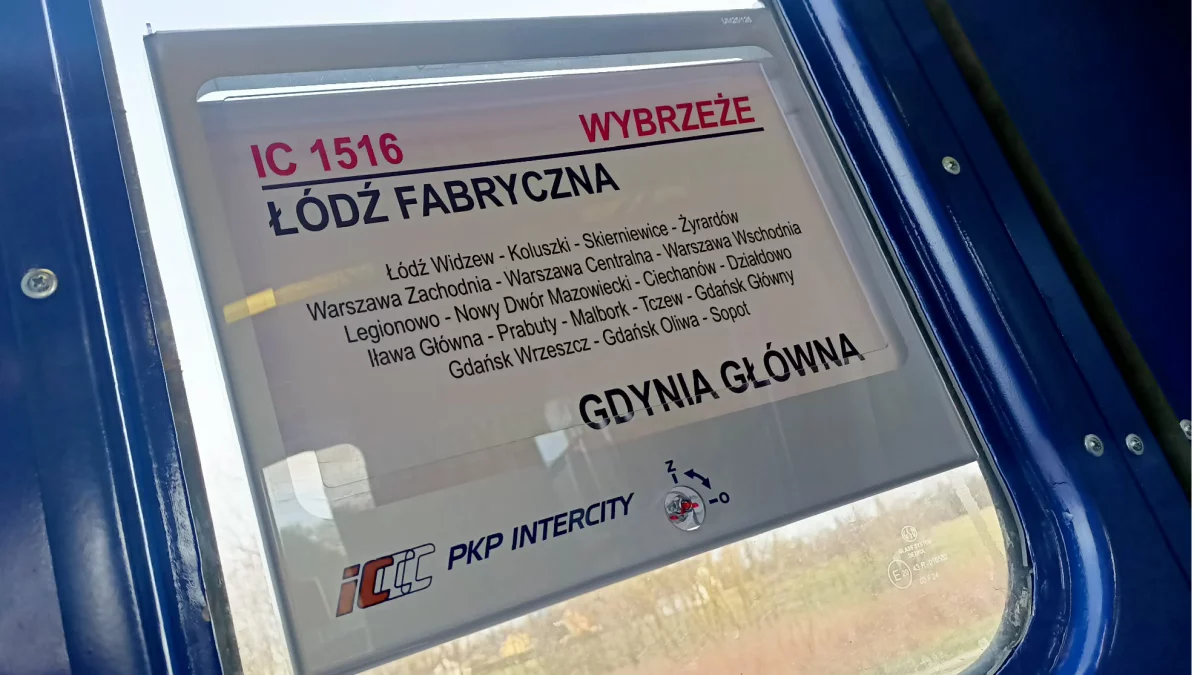 IC 1516 WYBRZEŻE
ŁÓDŹ FABRYCZNA
Łódź Widzew - Koluszki - Skierniewice - Żyrardów
Warszawa Zachodnia - Warszawa Centralna - Warszawa Wschodnia
Legionowo - Nowy Dwór Mazowiecki - Ciechanów - Działdowo
Iława Główna - Prabuty - Malbork - Tczew - Gdańsk Główny
Gdańsk Wrzeszcz - Gdańsk Oliwa - Sopot
GDYNIA GŁÓWNA
Z
O
IC PKP INTERCITY
E 20